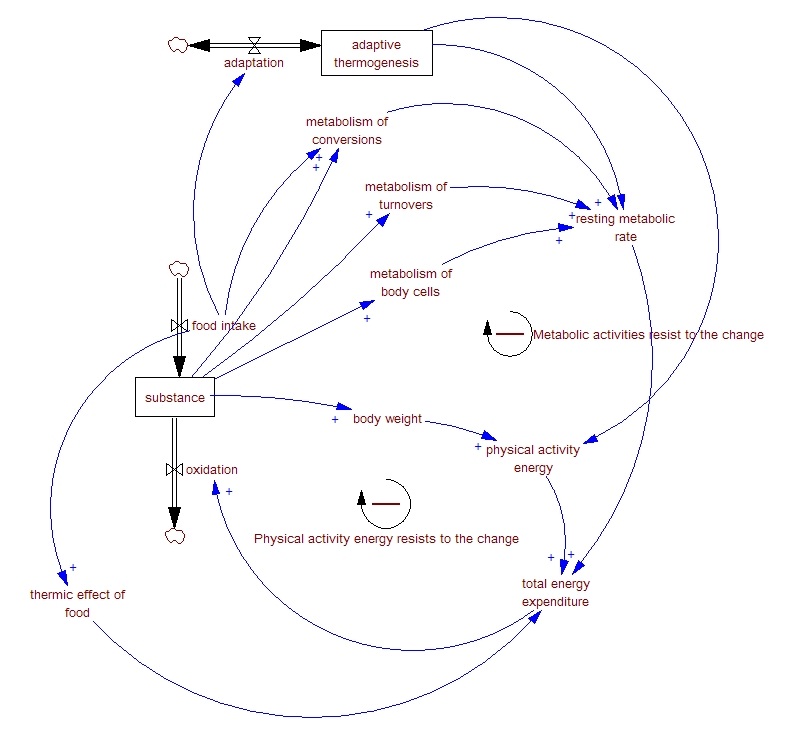 adaptive
thermogenesis
adaptation
metabolism of
conversions
+
+
metabolism of
turnovers
+
+
+
resting metabolic
rate
+
metabolism of
body cells
+
food intake
Metabolic activities resist to the change
substance
body weight
+
+
physical activity
energy
oxidation
+
Physical activity energy resists to the change
+
+
+
thermic effect of
food
total energy
expenditure